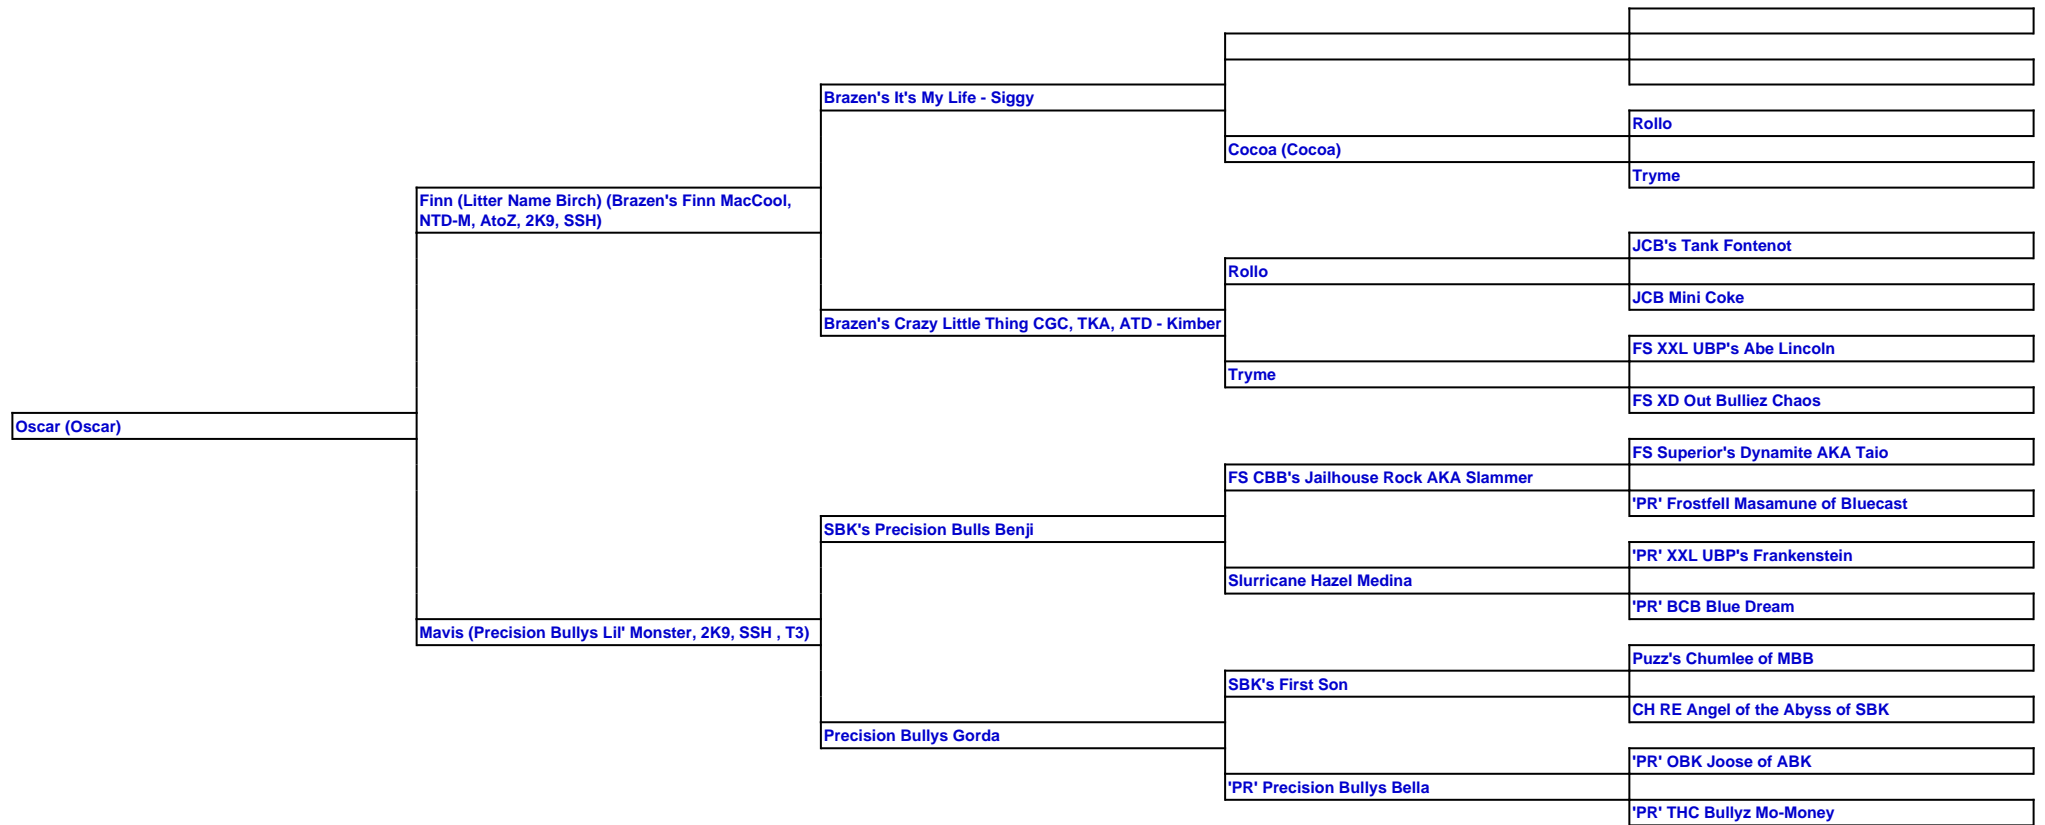 Rollo
Brazen's It's My Life - Siggy
Cocoa (Cocoa)
Tryme
Finn (Litter Name Birch) (Brazen's Finn MacCool,
NTD-M, AtoZ, 2K9, SSH)
JCB's Tank Fontenot
Rollo
JCB Mini Coke
Brazen's Crazy Little Thing CGC, TKA, ATD - Kimber
FS XXL UBP's Abe Lincoln
Tryme
FS XD Out Bulliez Chaos
Oscar (Oscar)
FS Superior's Dynamite AKA Taio
FS CBB's Jailhouse Rock AKA Slammer
'PR' Frostfell Masamune of Bluecast
SBK's Precision Bulls Benji
'PR' XXL UBP's Frankenstein
Slurricane Hazel Medina
'PR' BCB Blue Dream
Mavis (Precision Bullys Lil' Monster, 2K9, SSH , T3)
Puzz's Chumlee of MBB
SBK's First Son
CH RE Angel of the Abyss of SBK
Precision Bullys Gorda
'PR' OBK Joose of ABK
'PR' Precision Bullys Bella
'PR' THC Bullyz Mo-Money